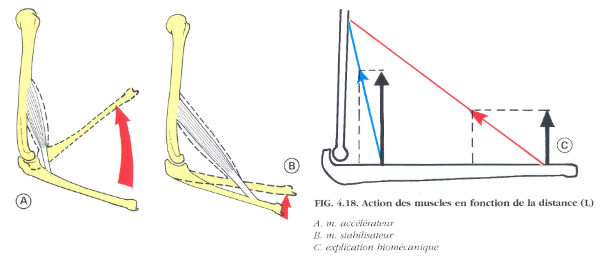 A
B
C
FIG. 4.18. Action des muscles en fonction de la distance (L)
A. m. accélérateur
B. m. stabilisateur
C. explication biomécanique